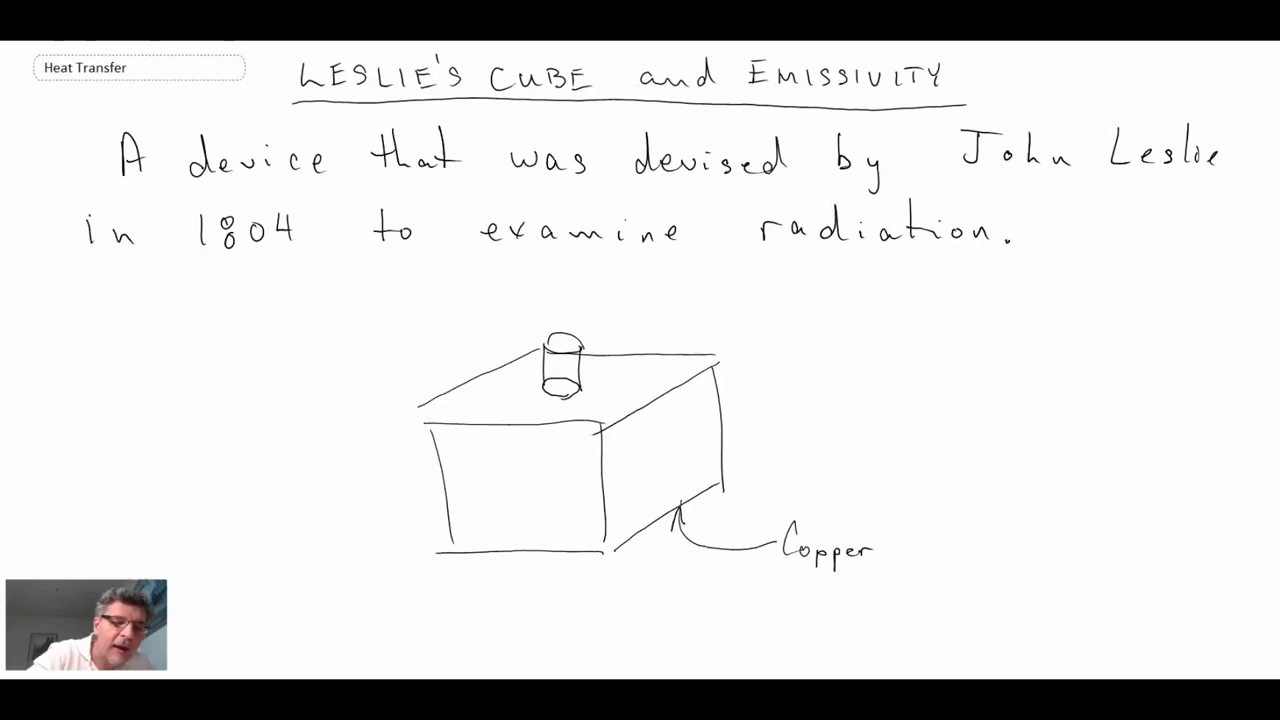 Heat Transfer
LESLIE'S CUBE and EMISSIVITY
A device that was devised by John Leslie
in 1804 to examine radiation.
Copper